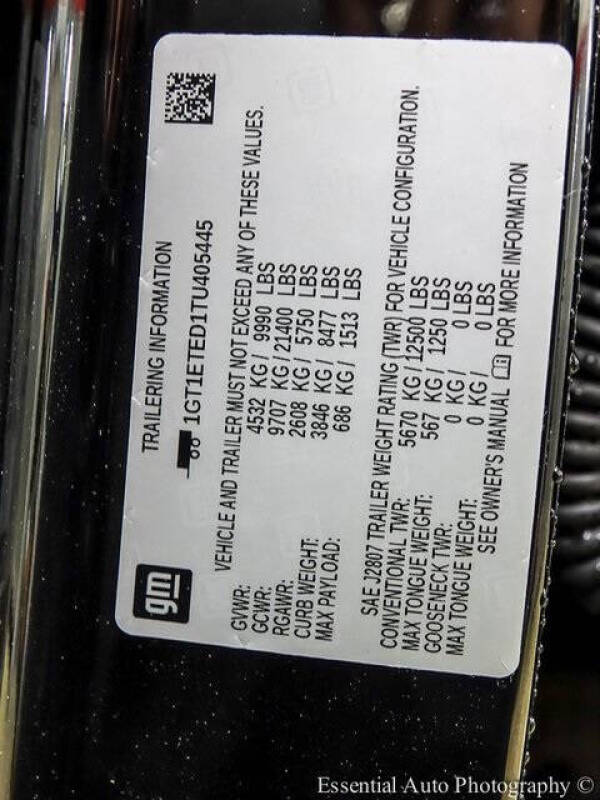 gm
TRAILERING INFORMATION
1GT1ETED1TU405445
VEHICLE AND TRAILER MUST NOT EXCEED ANY OF THESE VALUES.
GVWR: 4532 KG/ 9990 LBS
GCWR: 9707 KG/21400 LBS
RGAWR: 2608 KG/ 5750 LBS
CURB WEIGHT: 3846 KG/ 8477 LBS
MAX PAYLOAD: 686 KG/ 1513 LBS
SAE J2807 TRAILER WEIGHT RATING (TWR) FOR VEHICLE CONFIGURATION.
CONVENTIONAL TWR: 5670 KG/12500 LBS
MAX TONGUE WEIGHT: 567 KG/ 1250 LBS
GOOSENECK TWR: 0 KG/ 0 LBS
MAX TONGUE WEIGHT: 0 KG/ 0 LBS
SEE OWNER'S MANUAL FOR MORE INFORMATION
Essential Auto Photography ©